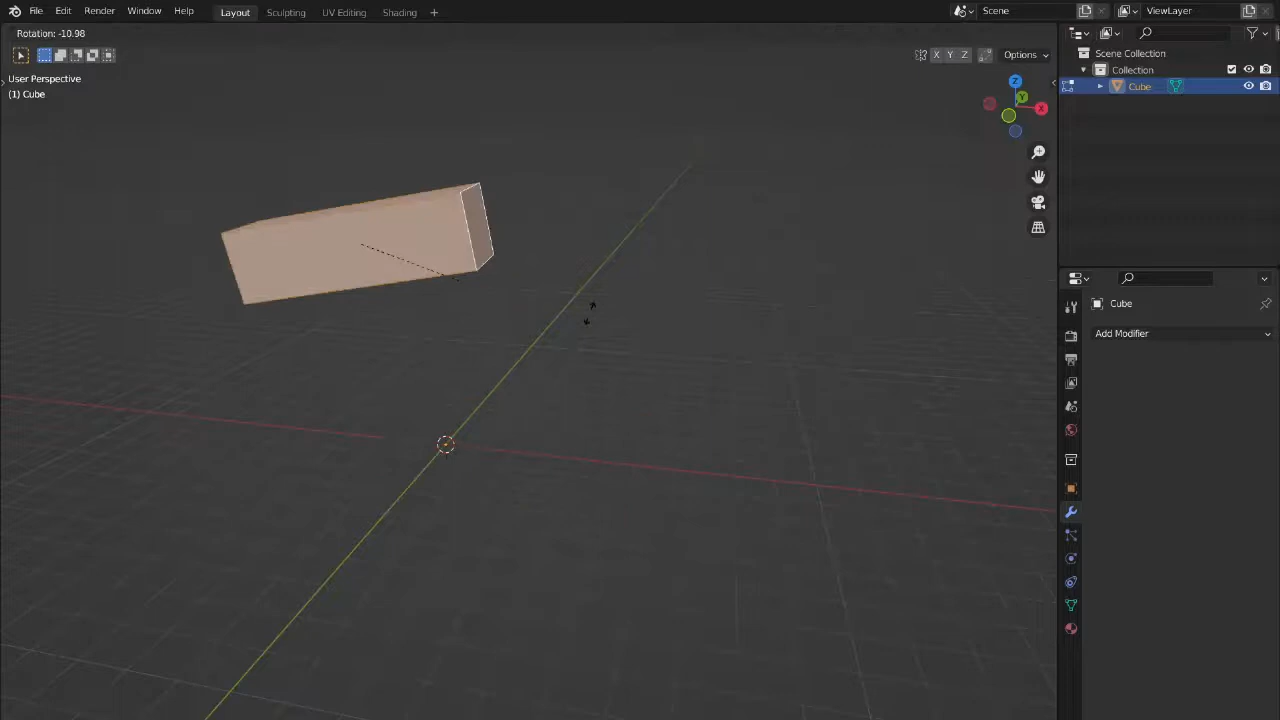 File Edit Render Window Help Layout Sculpting UV Editing Shading + Scene ViewLayer
Rotation: -10.98
X Y Z Options
User Perspective
(1) Cube
Z
Y
X
Scene Collection
Collection
Cube
Cube
Add Modifier